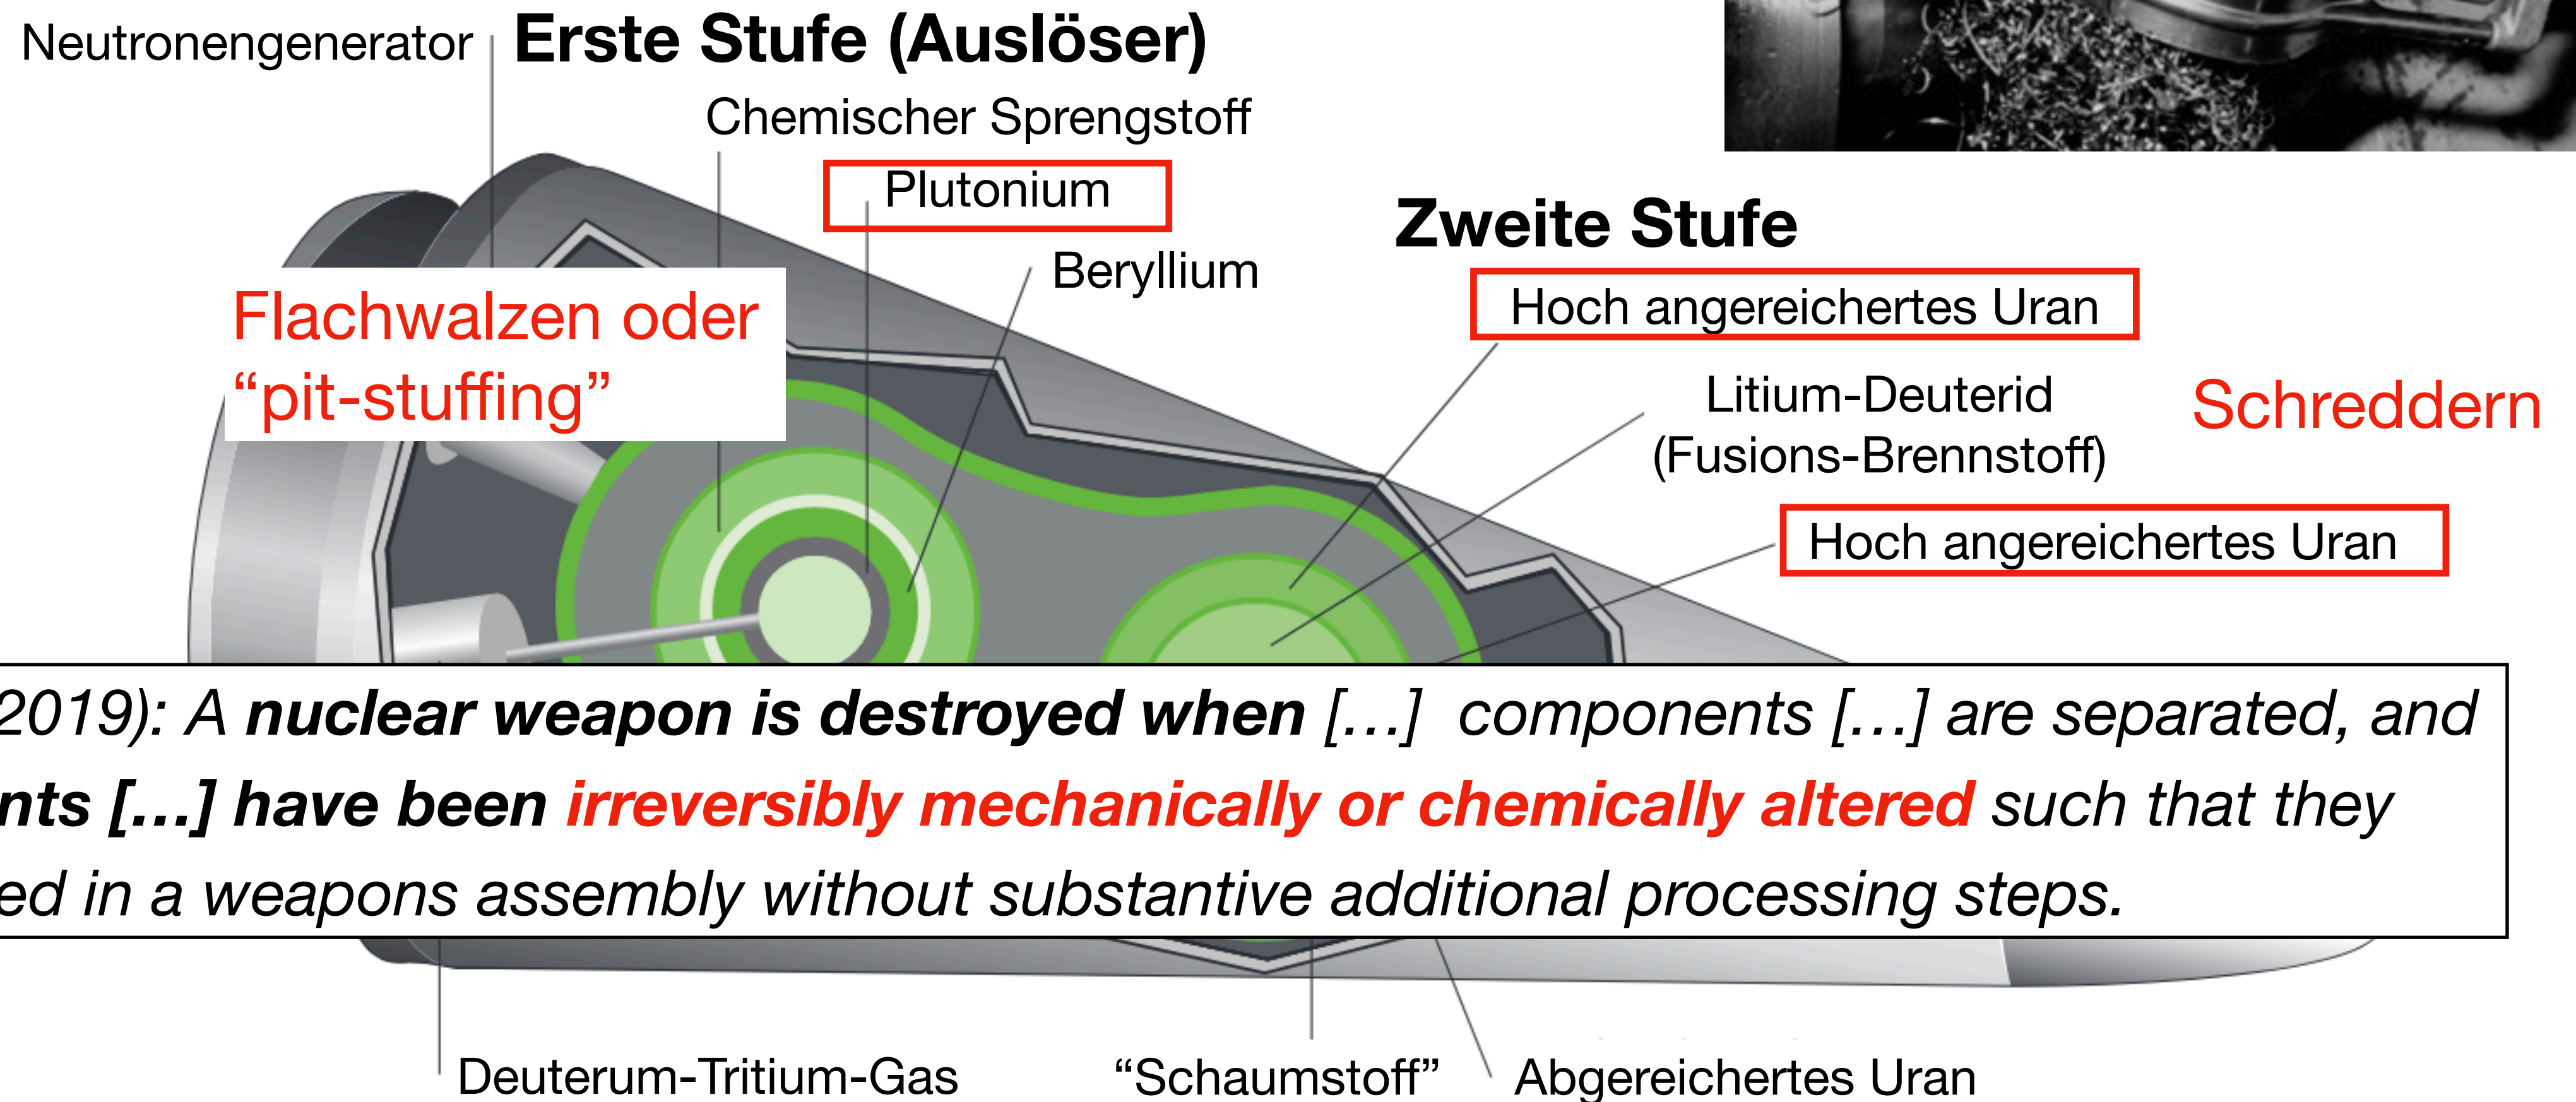 Neutronengenerator
Erste Stufe (Auslöser)
Chemischer Sprengstoff
Plutonium
Beryllium
Zweite Stufe
Hoch angereichertes Uran
Flachwalzen oder
“pit-stuffing”
Litium-Deuterid
(Fusions-Brennstoff)
Schreddern
Hoch angereichertes Uran
2019): A nuclear weapon is destroyed when […] components […] are separated, and
nts […] have been irreversibly mechanically or chemically altered such that they
ed in a weapons assembly without substantive additional processing steps.
Deuterum-Tritium-Gas
“Schaumstoff”
Abgereichertes Uran